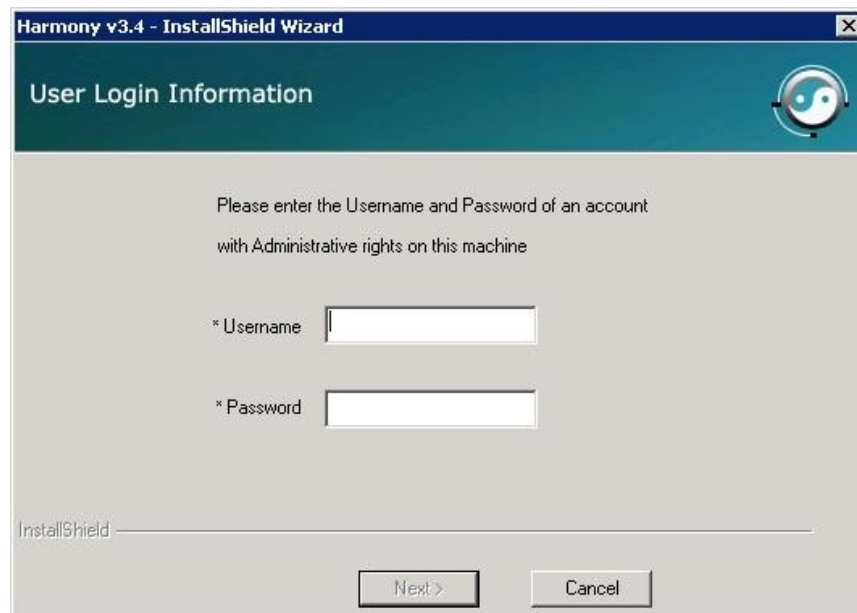 Harmony v3.4 - InstallShield Wizard
User Login Information
Please enter the Username and Password of an account
with Administrative rights on this machine
* Username
* Password
InstallShield
Next >
Cancel